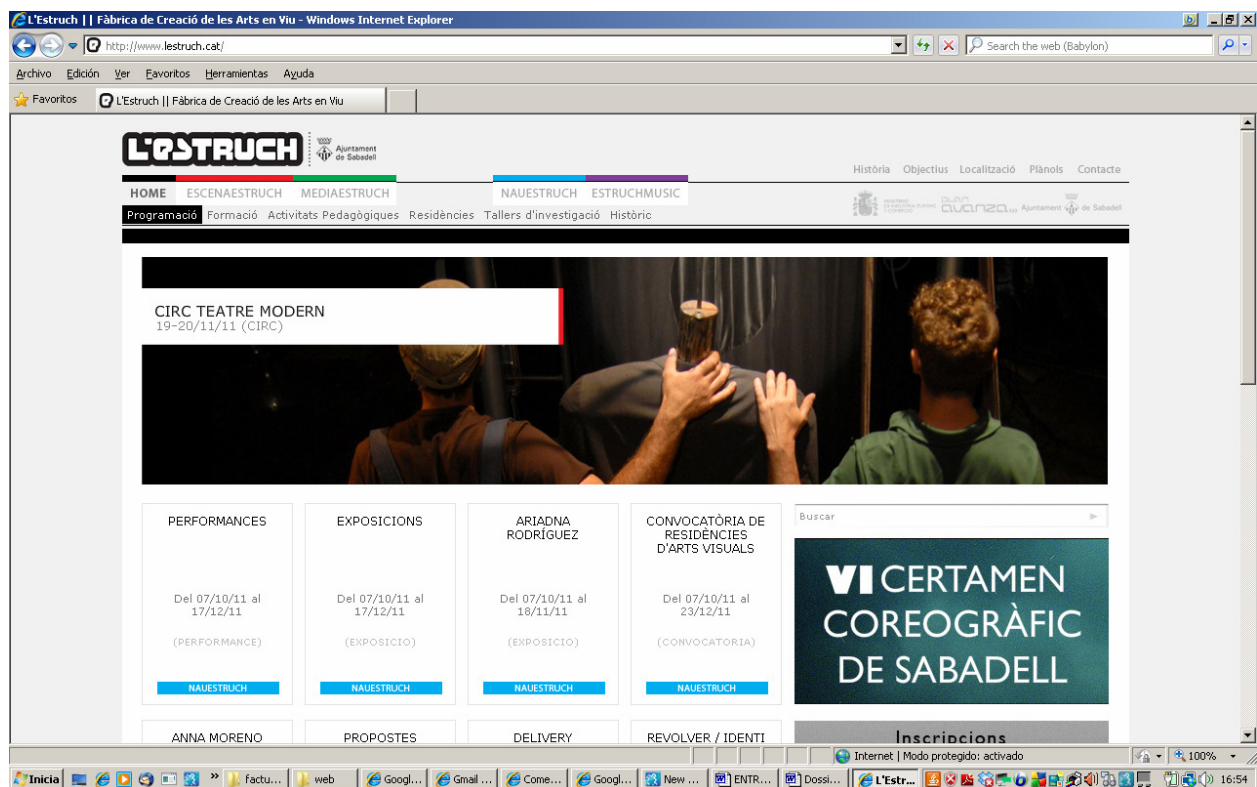 L'Estruch || Fàbrica de Creació de les Arts en Viu - Windows Internet Explorer
http://www.lestruch.cat/
Search the web (Babylon)
Archivo Edición Ver Favoritos Herramientas Ayuda
Favoritos
L'Estruch || Fàbrica de Creació de les Arts en Viu
L'ESTRUCH
Ajuntament
de Sabadell
Història Objectius Localització Plànols Contacte
HOME ESCENAESTRUCH MEDIAESTRUCH NAUESTRUCH ESTRUCHMUSIC
Programació Formació Activitats Pedagògiques Residències Tallers d'investigació Històric
PLAN
avanza
Ajuntament de Sabadell
CIRC TEATRE MODERN
19-20/11/11 (CIRC)
PERFORMANCES
Del 07/10/11 al
17/12/11
(PERFORMANCE)
NAUESTRUCH
EXPOSICIONS
Del 07/10/11 al
17/12/11
(EXPOSICIO)
NAUESTRUCH
ARIADNA
RODRÍGUEZ
Del 07/10/11 al
18/11/11
(EXPOSICIO)
NAUESTRUCH
CONVOCATÒRIA DE
RESIDÈNCIES
D'ARTS VISUALS
Del 07/10/11 al
23/12/11
(CONVOCATORIA)
NAUESTRUCH
Buscar
VI CERTAMEN
COREOGRÀFIC
DE SABADELL
ANNA MORENO
PROPOSTES
DELIVERY
REVOLVER / IDENTI
Inscripcions
Internet | Modo protegido: activado
100%
Inicio factu... web Googl... Gmail ... Come... Googl... New ... ENTR... Dossi... L'Estr... 16:54